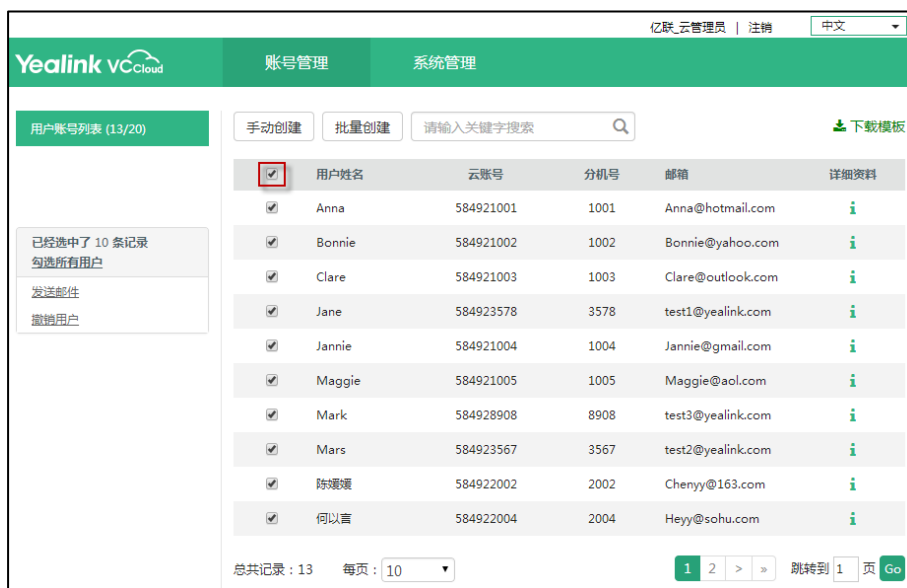 亿联_云管理员 | 注销 中文
Yealink VCCloud 账号管理 系统管理
用户账号列表 (13/20)
手动创建 批量创建 请输入关键字搜索 下载模板
用户姓名 云账号 分机号 邮箱 详细资料
Anna 584921001 1001 Anna@hotmail.com
Bonnie 584921002 1002 Bonnie@yahoo.com
Clare 584921003 1003 Clare@outlook.com
Jane 584923578 3578 test1@yealink.com
Jannie 584921004 1004 Jannie@gmail.com
Maggie 584921005 1005 Maggie@aol.com
Mark 584928908 8908 test3@yealink.com
Mars 584923567 3567 test2@yealink.com
陈媛媛 584922002 2002 Chenyy@163.com
何以言 584922004 2004 Heyy@sohu.com
已经选中了 10 条记录
勾选所有用户
发送邮件
撤销用户
总共记录：13 每页：10 1 2 > » 跳转到 1 页 Go